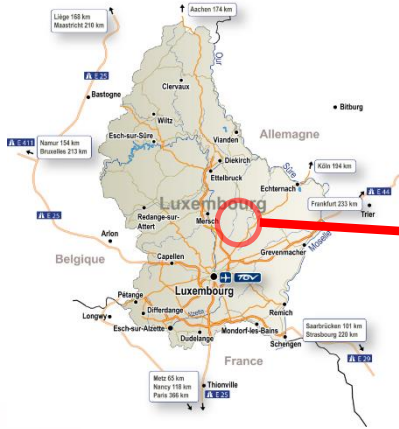 Aachen 174 km
Liège 168 km
Maastricht 210 km
E 25
Bastogne
Clervaux
Our
Bitburg
Wiltz
Esch-sur-Sûre
Vianden
Allemagne
E 411
Namur 154 km
Bruxelles 213 km
Diekirch
Ettelbruck
Sûre
Köln 194 km
Echternach
E 44
Luxembourg
Frankfurt 233 km
Trier
Redange-sur-
Attert
Mersch
E 25
Arlon
Grevenmacher
Moselle
Belgique
Capellen
TÜV
Luxembourg
Pétange
Longwy
Differdange
Alzette
Remich
Esch-sur-Alzette
Mondorf-les-Bains
Saarbrücken 101 km
Strasbourg 220 km
Dudelange
Schengen
France
E 29
Metz 65 km
Nancy 118 km
Paris 366 km
Thionville
E 25